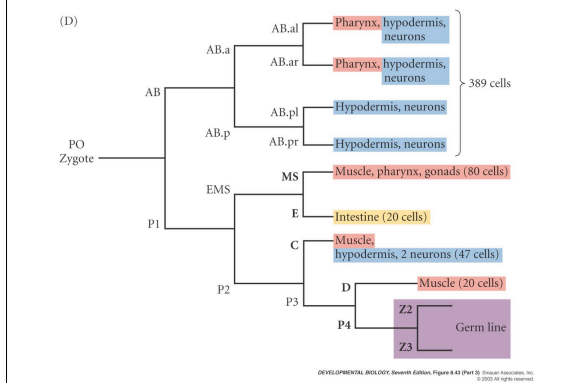 (D)
AB.al
Pharynx, hypodermis,
neurons
AB.a
AB.ar
Pharynx, hypodermis,
neurons
389 cells
AB
AB.pl
Hypodermis, neurons
AB.p
AB.pr
Hypodermis, neurons
PO
Zygote
MS
Muscle, pharynx, gonads (80 cells)
EMS
E
Intestine (20 cells)
P1
C
Muscle,
hypodermis, 2 neurons (47 cells)
P2
P3
D
Muscle (20 cells)
P4
Z2
Germ line
Z3
DEVELOPMENTAL BIOLOGY, Seventh Edition, Figure 8.43 (Part 3) Sinauer Associates, Inc.
© 2003 All rights reserved.